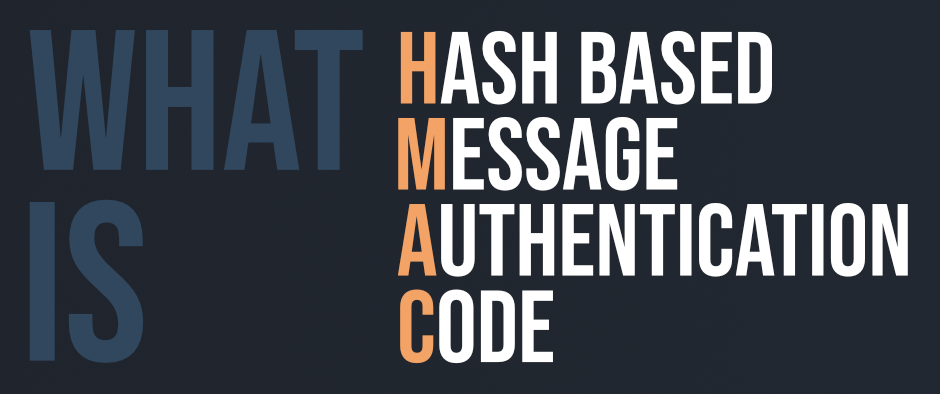 WHAT
IS
HASH BASED
MESSAGE
AUTHENTICATION
CODE